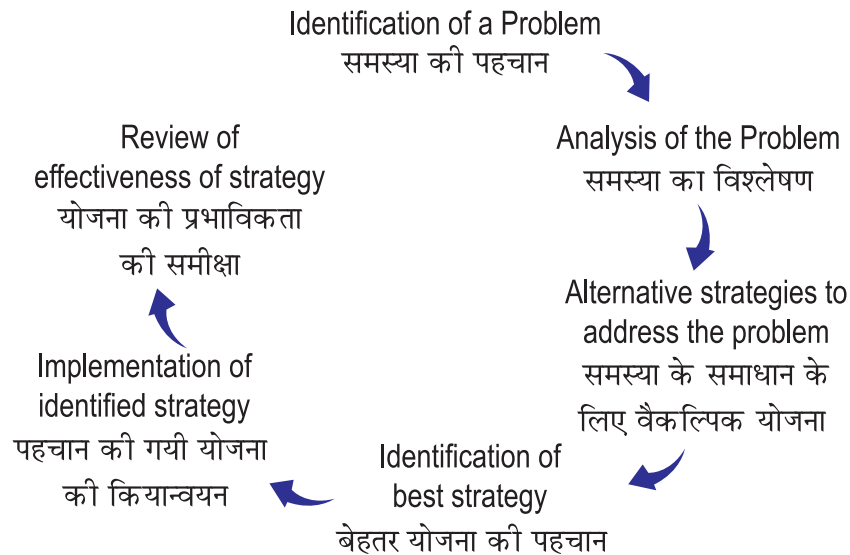 Identification of a Problem
समस्या की पहचान
Analysis of the Problem
समस्या का विश्लेषण
Alternative strategies to
address the problem
समस्या के समाधान के
लिए वैकल्पिक योजना
Identification of
best strategy
बेहतर योजना की पहचान
Implementation of
identified strategy
पहचान की गयी योजना
की कियान्वयन
Review of
effectiveness of strategy
योजना की प्रभाविकता
की समीक्षा